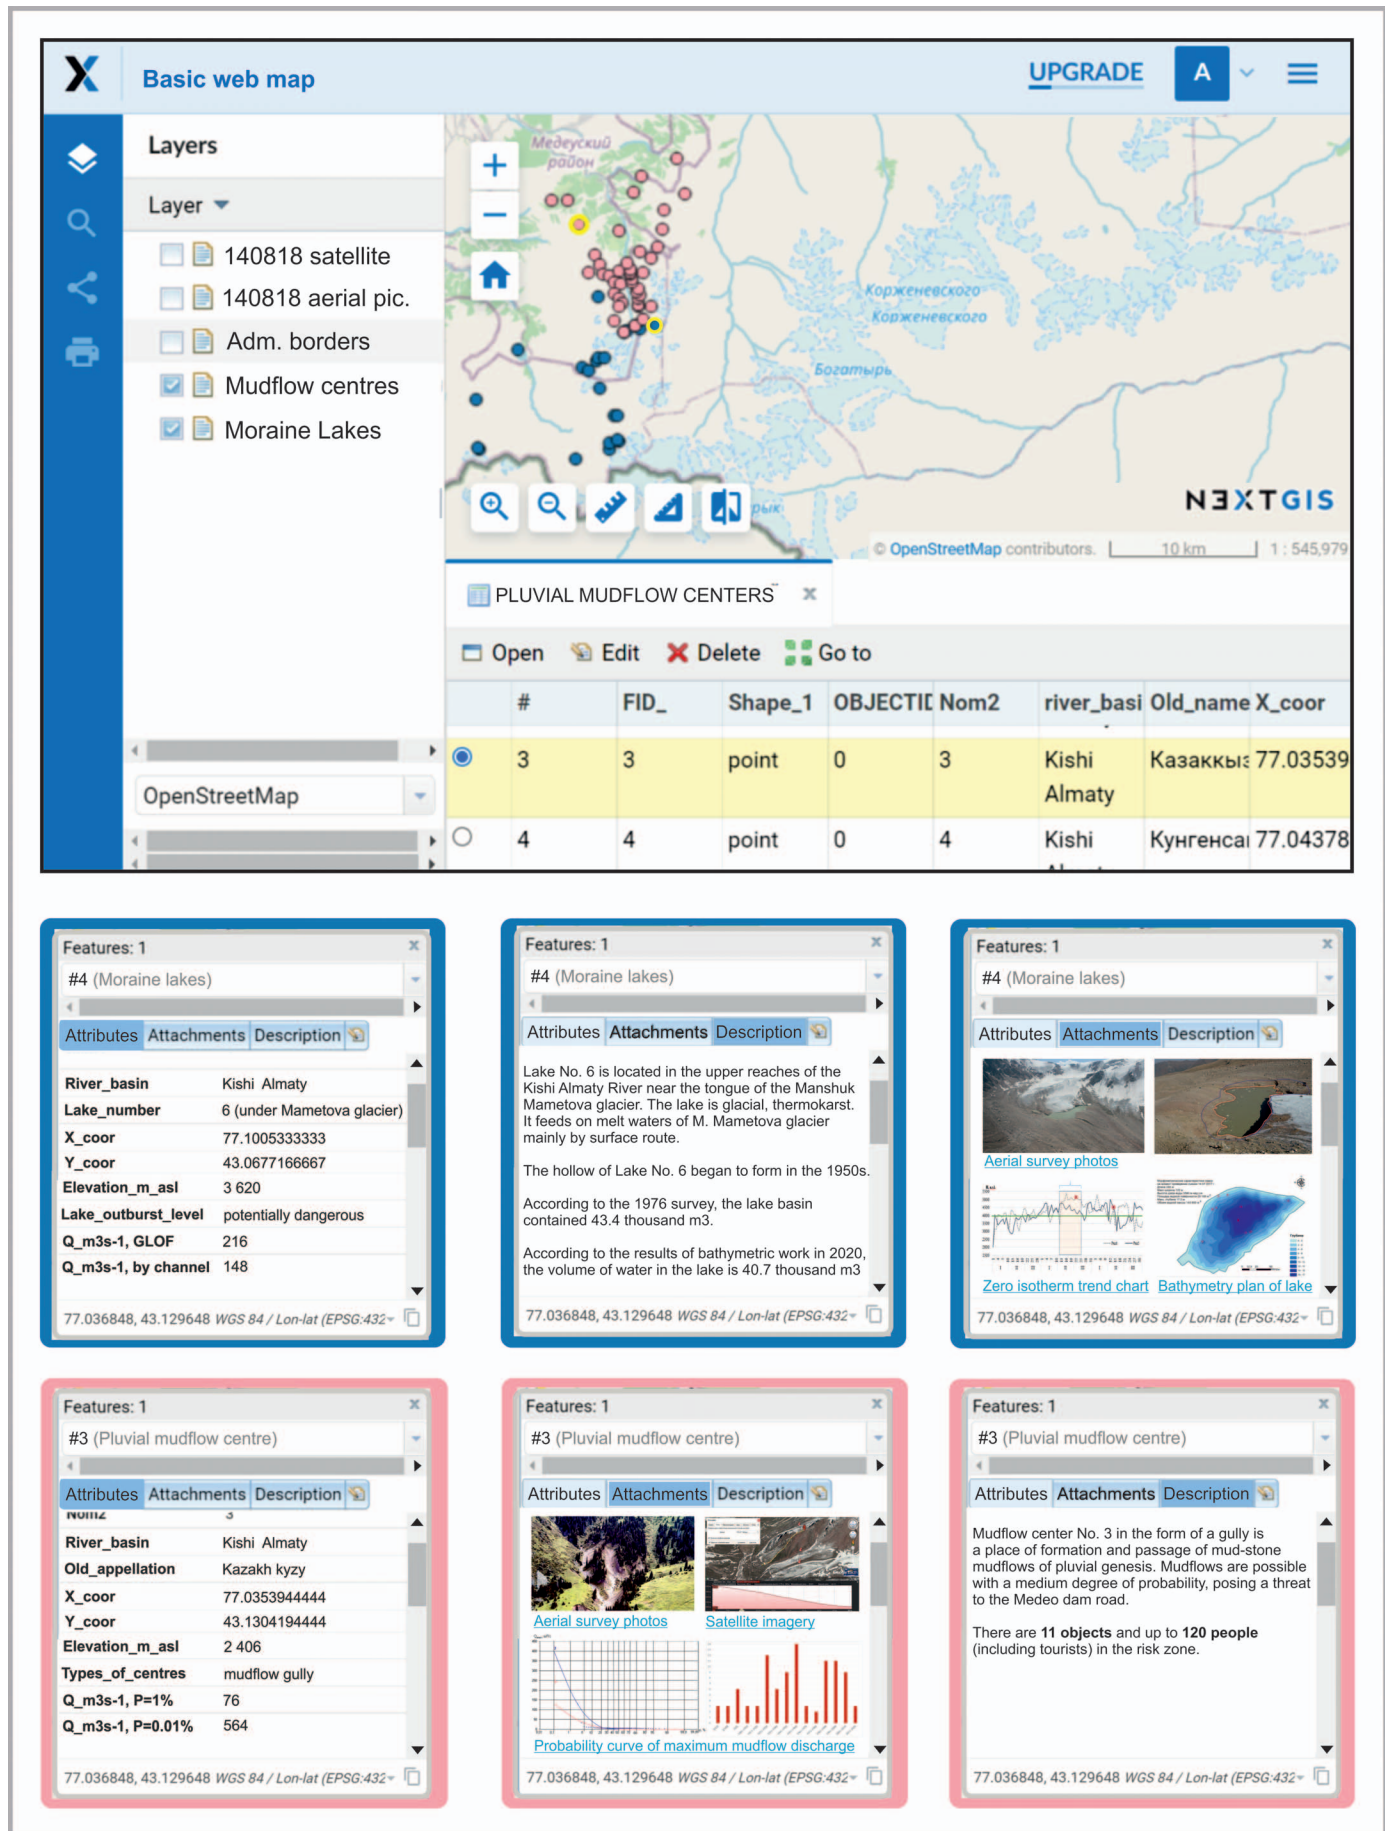 Basic web map
UPGRADE
A
Layers
Layer
140818 satellite
140818 aerial pic.
Adm. borders
Mudflow centres
Moraine Lakes
OpenStreetMap
Медеуский
район
Корженевского
Корженевского
Богатырь
NEXTGIS
© OpenStreetMap contributors.
10 km
1 : 545,979
PLUVIAL MUDFLOW CENTERS
Open Edit Delete Go to
# FID_ Shape_1 OBJECTID Nom2 river_basi Old_name X_coor
3 3 point 0 3 Kishi Almaty Казаккыз 77.03539
4 4 point 0 4 Kishi Кунгенса 77.04378
Features: 1
#4 (Moraine lakes)
Attributes Attachments Description
River_basin Kishi Almaty
Lake_number 6 (under Mametova glacier)
X_coor 77.1005333333
Y_coor 43.0677166667
Elevation_m_asl 3 620
Lake_outburst_level potentially dangerous
Q_m3s-1, GLOF 216
Q_m3s-1, by channel 148
77.036848, 43.129648 WGS 84 / Lon-lat (EPSG:432
Features: 1
#4 (Moraine lakes)
Attributes Attachments Description
Lake No. 6 is located in the upper reaches of the
Kishi Almaty River near the tongue of the Manshuk
Mametova glacier. The lake is glacial, thermokarst.
It feeds on melt waters of M. Mametova glacier
mainly by surface route.
The hollow of Lake No. 6 began to form in the 1950s.
According to the 1976 survey, the lake basin
contained 43.4 thousand m3.
According to the results of bathymetric work in 2020,
the volume of water in the lake is 40.7 thousand m3
77.036848, 43.129648 WGS 84 / Lon-lat (EPSG:432
Features: 1
#4 (Moraine lakes)
Attributes Attachments Description
Aerial survey photos
Zero isotherm trend chart
Bathymetry plan of lake
77.036848, 43.129648 WGS 84 / Lon-lat (EPSG:432
Features: 1
#3 (Pluvial mudflow centre)
Attributes Attachments Description
Nom2 3
River_basin Kishi Almaty
Old_appellation Kazakh kyzy
X_coor 77.0353944444
Y_coor 43.1304194444
Elevation_m_asl 2 406
Types_of_centres mudflow gully
Q_m3s-1, P=1% 76
Q_m3s-1, P=0.01% 564
77.036848, 43.129648 WGS 84 / Lon-lat (EPSG:432
Features: 1
#3 (Pluvial mudflow centre)
Attributes Attachments Description
Aerial survey photos
Satellite imagery
Probability curve of maximum mudflow discharge
77.036848, 43.129648 WGS 84 / Lon-lat (EPSG:432
Features: 1
#3 (Pluvial mudflow centre)
Attributes Attachments Description
Mudflow center No. 3 in the form of a gully is
a place of formation and passage of mud-stone
mudflows of pluvial genesis. Mudflows are possible
with a medium degree of probability, posing a threat
to the Medeo dam road.
There are 11 objects and up to 120 people
(including tourists) in the risk zone.
77.036848, 43.129648 WGS 84 / Lon-lat (EPSG:432